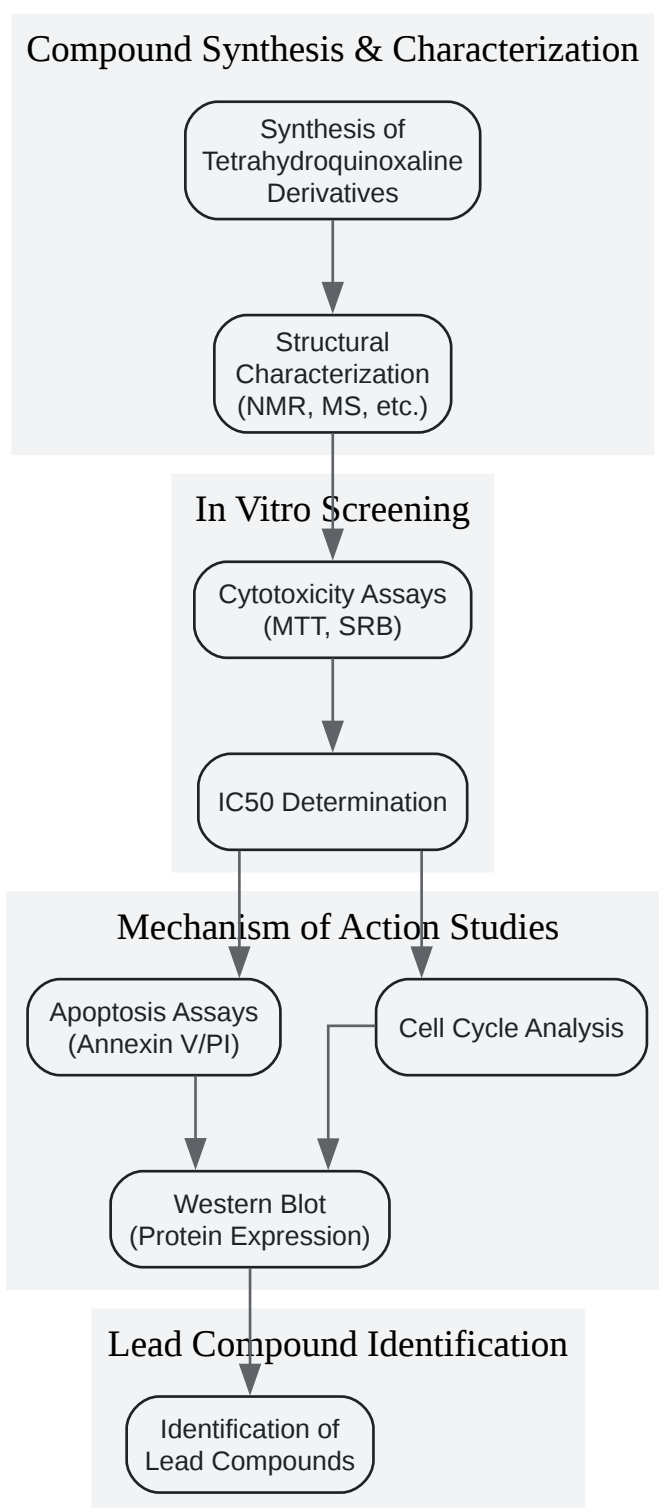 Compound Synthesis & Characterization
Synthesis of
Tetrahydroquinoxaline
Derivatives
Structural
Characterization
(NMR, MS, etc.)
In Vitro Screening
Cytotoxicity Assays
(MTT, SRB)
IC50 Determination
Mechanism of Action Studies
Apoptosis Assays
(Annexin V/PI)
Cell Cycle Analysis
Western Blot
(Protein Expression)
Lead Compound Identification
Identification of
Lead Compounds